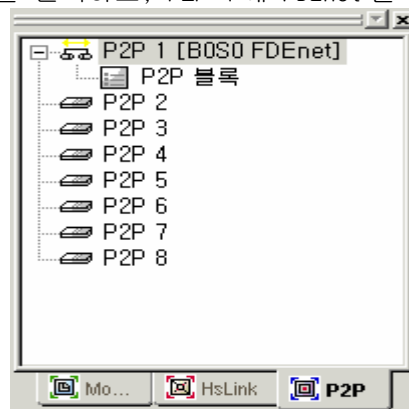 P2P 1 [B0S0 FDEnet]
P2P 블록
P2P 2
P2P 3
P2P 4
P2P 5
P2P 6
P2P 7
P2P 8
Mo... HsLink P2P